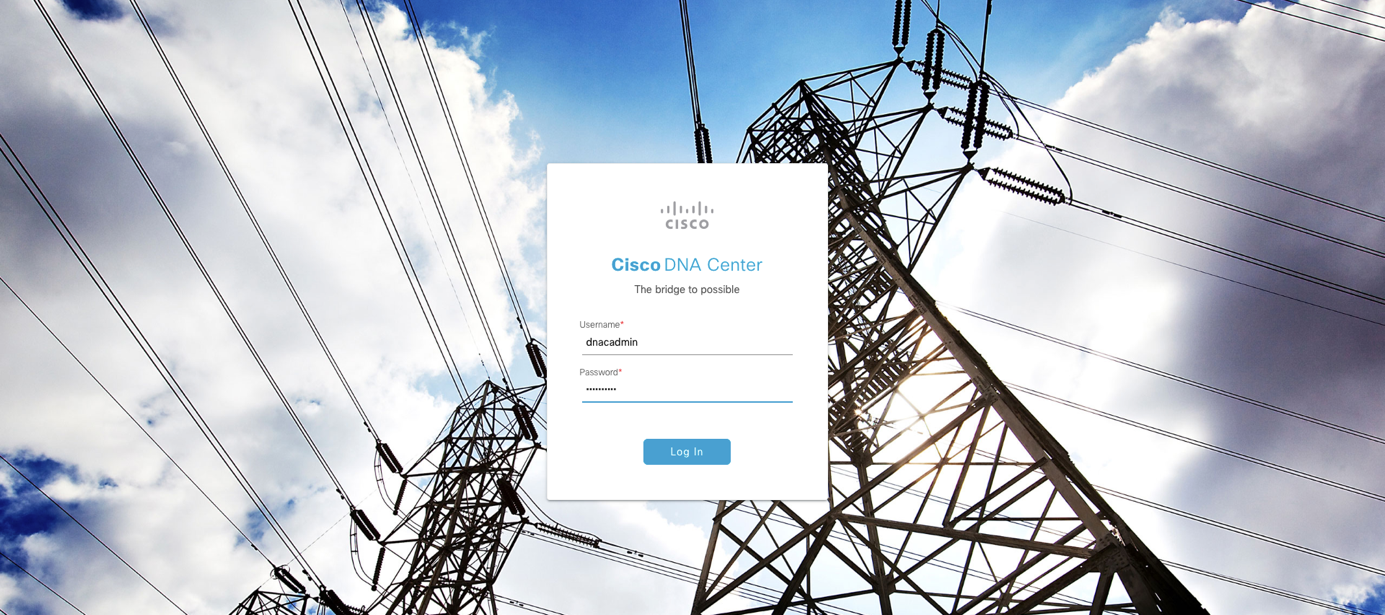 CISCO
Cisco DNA Center
The bridge to possible
Username*
dnacadmin
Password*
••••••••••
Log In